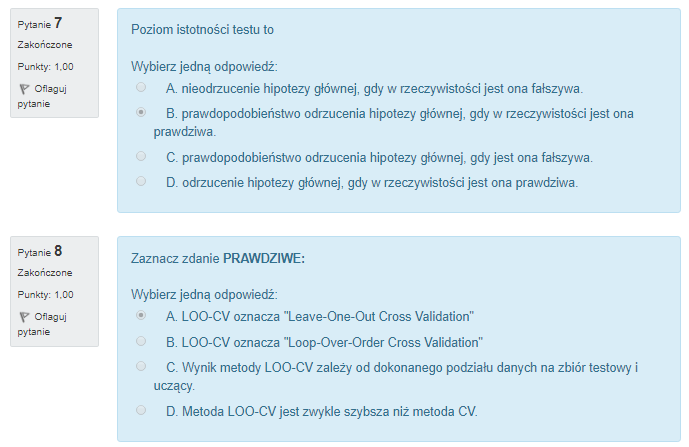 Pytanie 7
Zakończone
Punkty: 1,00
Oflaguj
pytanie
Poziom istotności testu to
Wybierz jedną odpowiedź:
A. nieodrzucenie hipotezy głównej, gdy w rzeczywistości jest ona fałszywa.
B. prawdopodobieństwo odrzucenia hipotezy głównej, gdy w rzeczywistości jest ona
prawdziwa.
C. prawdopodobieństwo odrzucenia hipotezy głównej, gdy jest ona fałszywa.
D. odrzucenie hipotezy głównej, gdy w rzeczywistości jest ona prawdziwa.
Pytanie 8
Zakończone
Punkty: 1,00
Oflaguj
pytanie
Zaznacz zdanie PRAWDZIWE:
Wybierz jedną odpowiedź:
A. LOO-CV oznacza "Leave-One-Out Cross Validation"
B. LOO-CV oznacza "Loop-Over-Order Cross Validation"
C. Wynik metody LOO-CV zależy od dokonanego podziału danych na zbiór testowy i
uczący.
D. Metoda LOO-CV jest zwykle szybsza niż metoda CV.